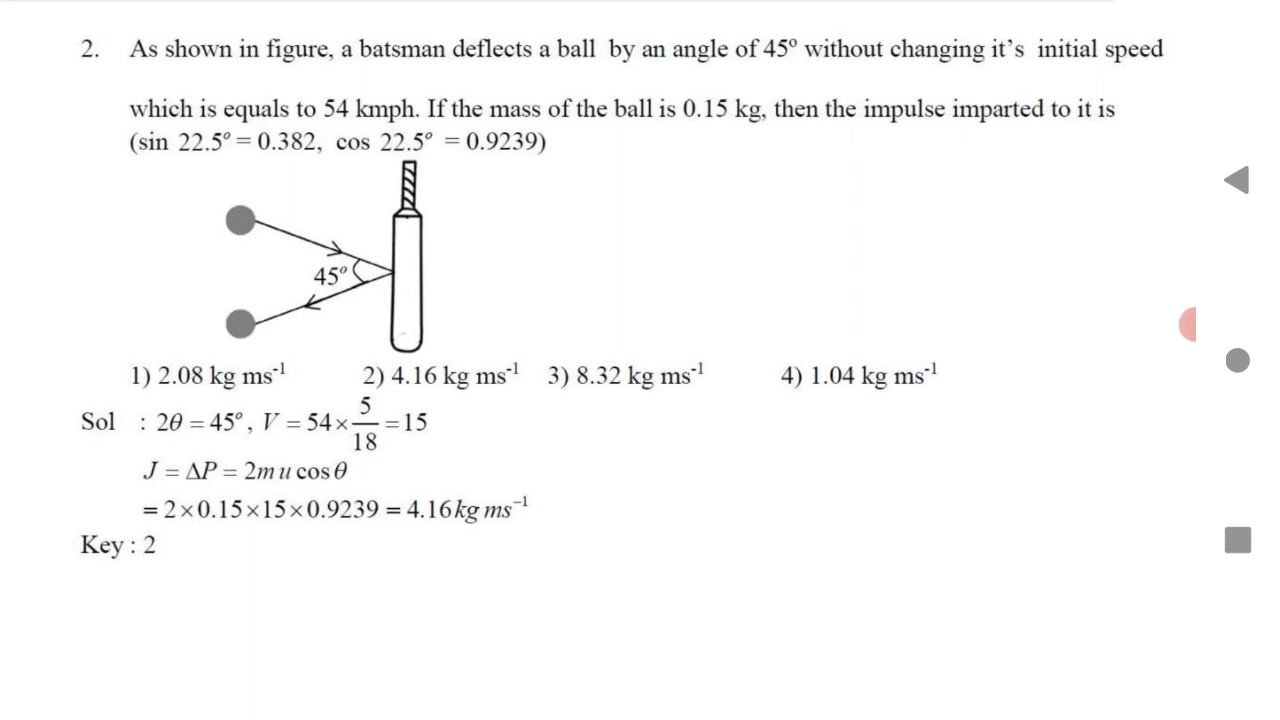 2. As shown in figure, a batsman deflects a ball by an angle of 45° without changing it's initial speed
which is equals to 54 kmph. If the mass of the ball is 0.15 kg, then the impulse imparted to it is
(sin 22.5° = 0.382, cos 22.5° = 0.9239)
45°
1) 2.08 kg ms⁻¹ 2) 4.16 kg ms⁻¹ 3) 8.32 kg ms⁻¹ 4) 1.04 kg ms⁻¹
Sol : 2θ = 45°, V = 54 × 5/18 = 15
J = ΔP = 2m u cos θ
= 2×0.15×15×0.9239 = 4.16 kg ms⁻¹
Key : 2